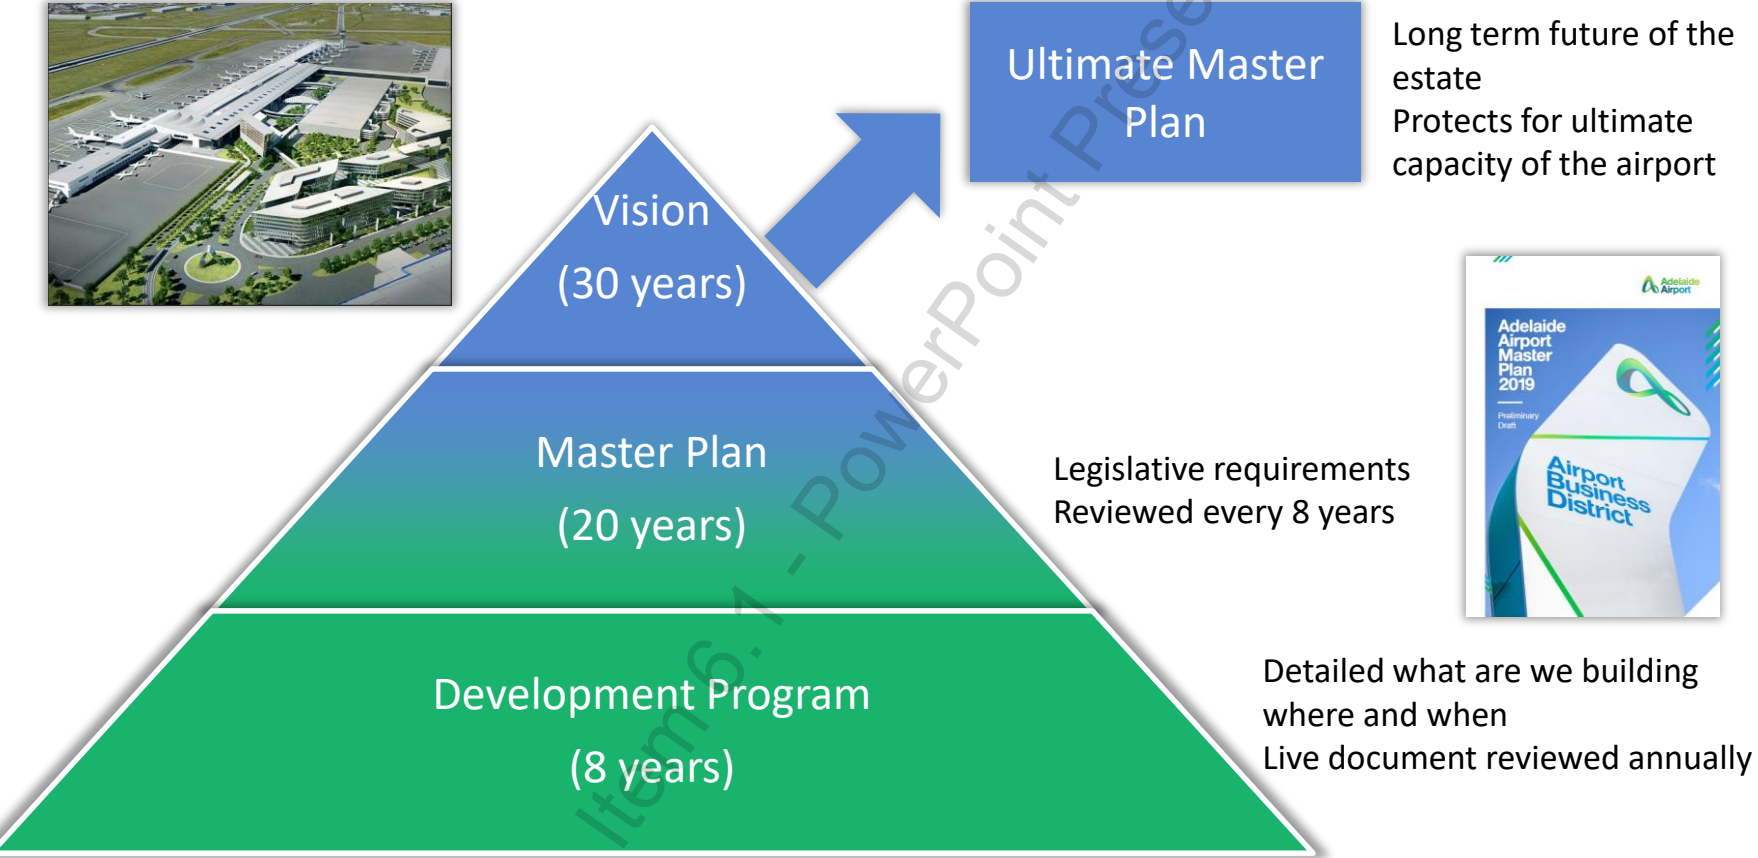 Ultimate Master
Plan
Long term future of the
estate
Protects for ultimate
capacity of the airport
Vision
(30 years)
Adelaide
Airport
Adelaide
Airport
Master
Plan
2019
Preliminary
Draft
Airport
Business
District
Master Plan
(20 years)
Legislative requirements
Reviewed every 8 years
Development Program
(8 years)
Detailed what are we building
where and when
Live document reviewed annually
Item 6.1 - PowerPoint Prese